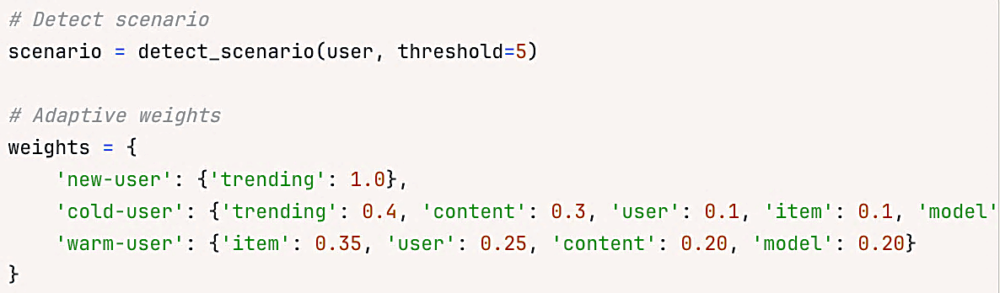 # Detect scenario
scenario = detect_scenario(user, threshold=5)
# Adaptive weights
weights = {
'new-user': {'trending': 1.0},
'cold-user': {'trending': 0.4, 'content': 0.3, 'user': 0.1, 'item': 0.1, 'model'
'warm-user': {'item': 0.35, 'user': 0.25, 'content': 0.20, 'model': 0.20}
}